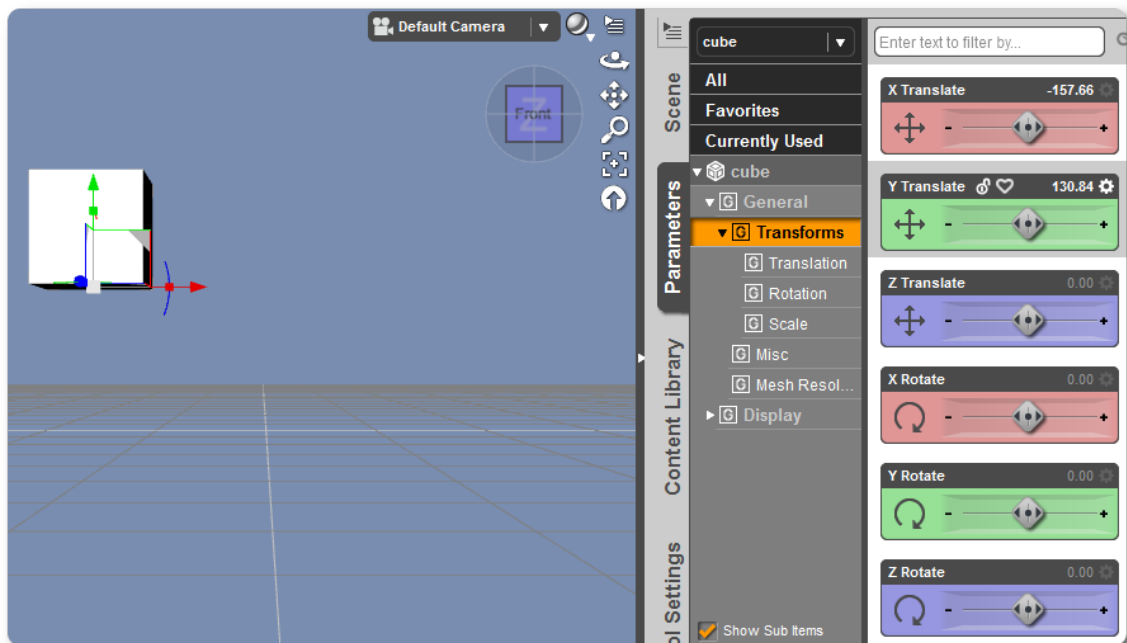 Default Camera
Z
Front
Scene
Parameters
Content Library
ol Settings
cube
All
Favorites
Currently Used
cube
G General
G Transforms
G Translation
G Rotation
G Scale
G Misc
G Mesh Resol...
G Display
Show Sub Items
Enter text to filter by...
X Translate -157.66
- +
Y Translate 130.84
- +
Z Translate 0.00
- +
X Rotate 0.00
- +
Y Rotate 0.00
- +
Z Rotate 0.00
- +